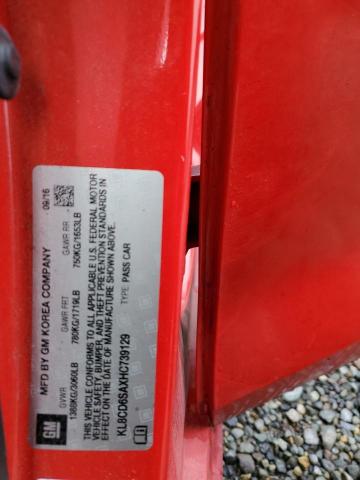 MFD BY GM KOREA COMPANY 09/16
GVWR GAWR FRT GAWR RR
1388KG/3060LB 780KG/1719LB 750KG/1653LB
THIS VEHICLE CONFORMS TO ALL APPLICABLE U.S. FEDERAL MOTOR
VEHICLE SAFETY, BUMPER, AND THEFT PREVENTION STANDARDS IN
EFFECT ON THE DATE OF MANUFACTURE SHOWN ABOVE.
KL8CD6SAXHC739129 TYPE: PASS CAR
GM